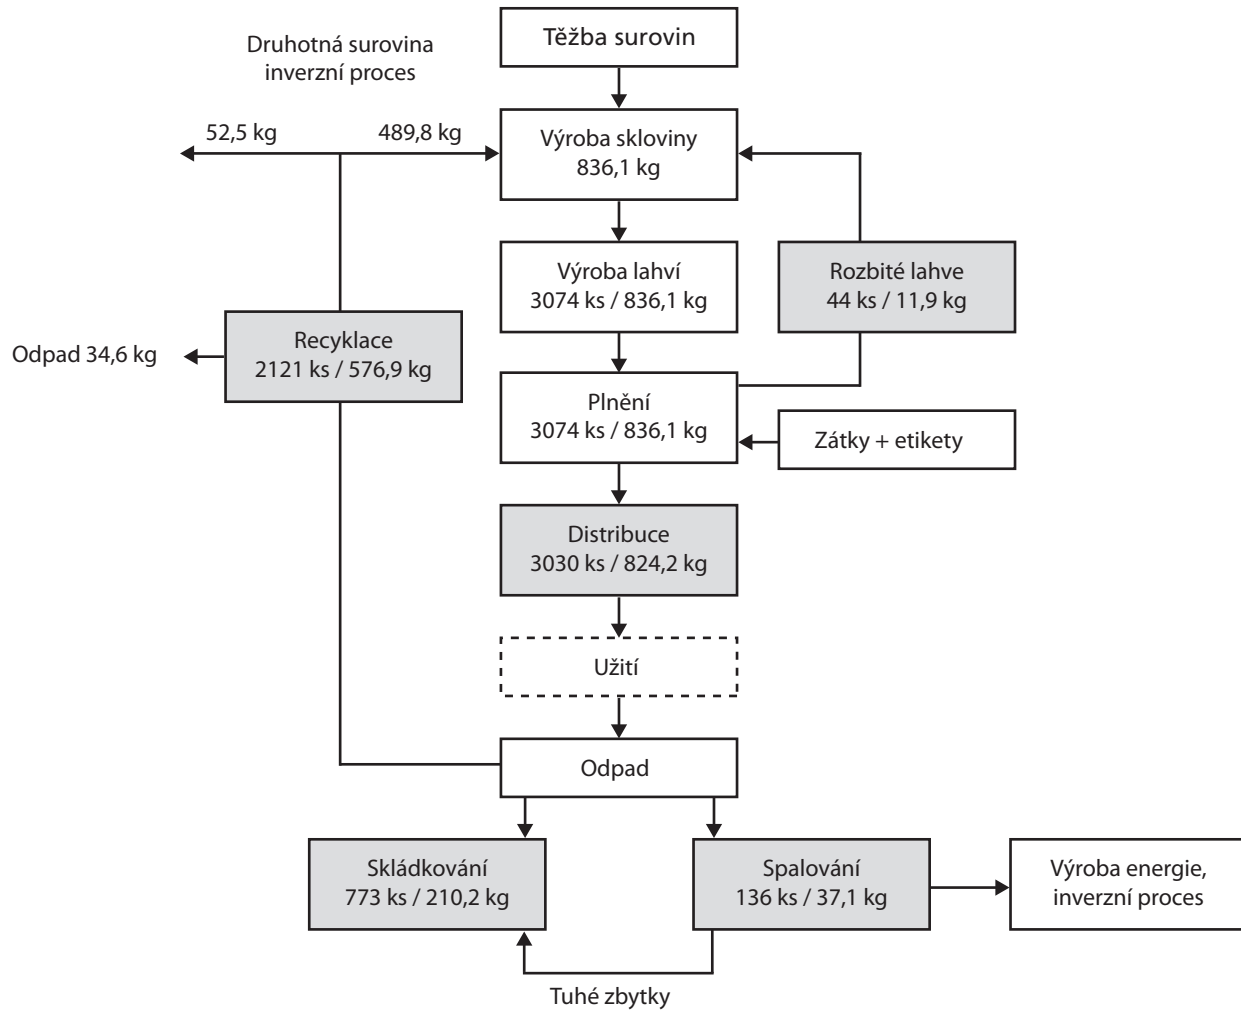 Těžba surovin
Druhotná surovina
inverzní proces
52,5 kg
489,8 kg
Výroba skloviny
836,1 kg
Výroba lahví
3074 ks / 836,1 kg
Rozbité lahve
44 ks / 11,9 kg
Odpad 34,6 kg
Recyklace
2121 ks / 576,9 kg
Plnění
3074 ks / 836,1 kg
Zátky + etikety
Distribuce
3030 ks / 824,2 kg
Užití
Odpad
Skládkování
773 ks / 210,2 kg
Spalování
136 ks / 37,1 kg
Výroba energie,
inverzní proces
Tuhé zbytky